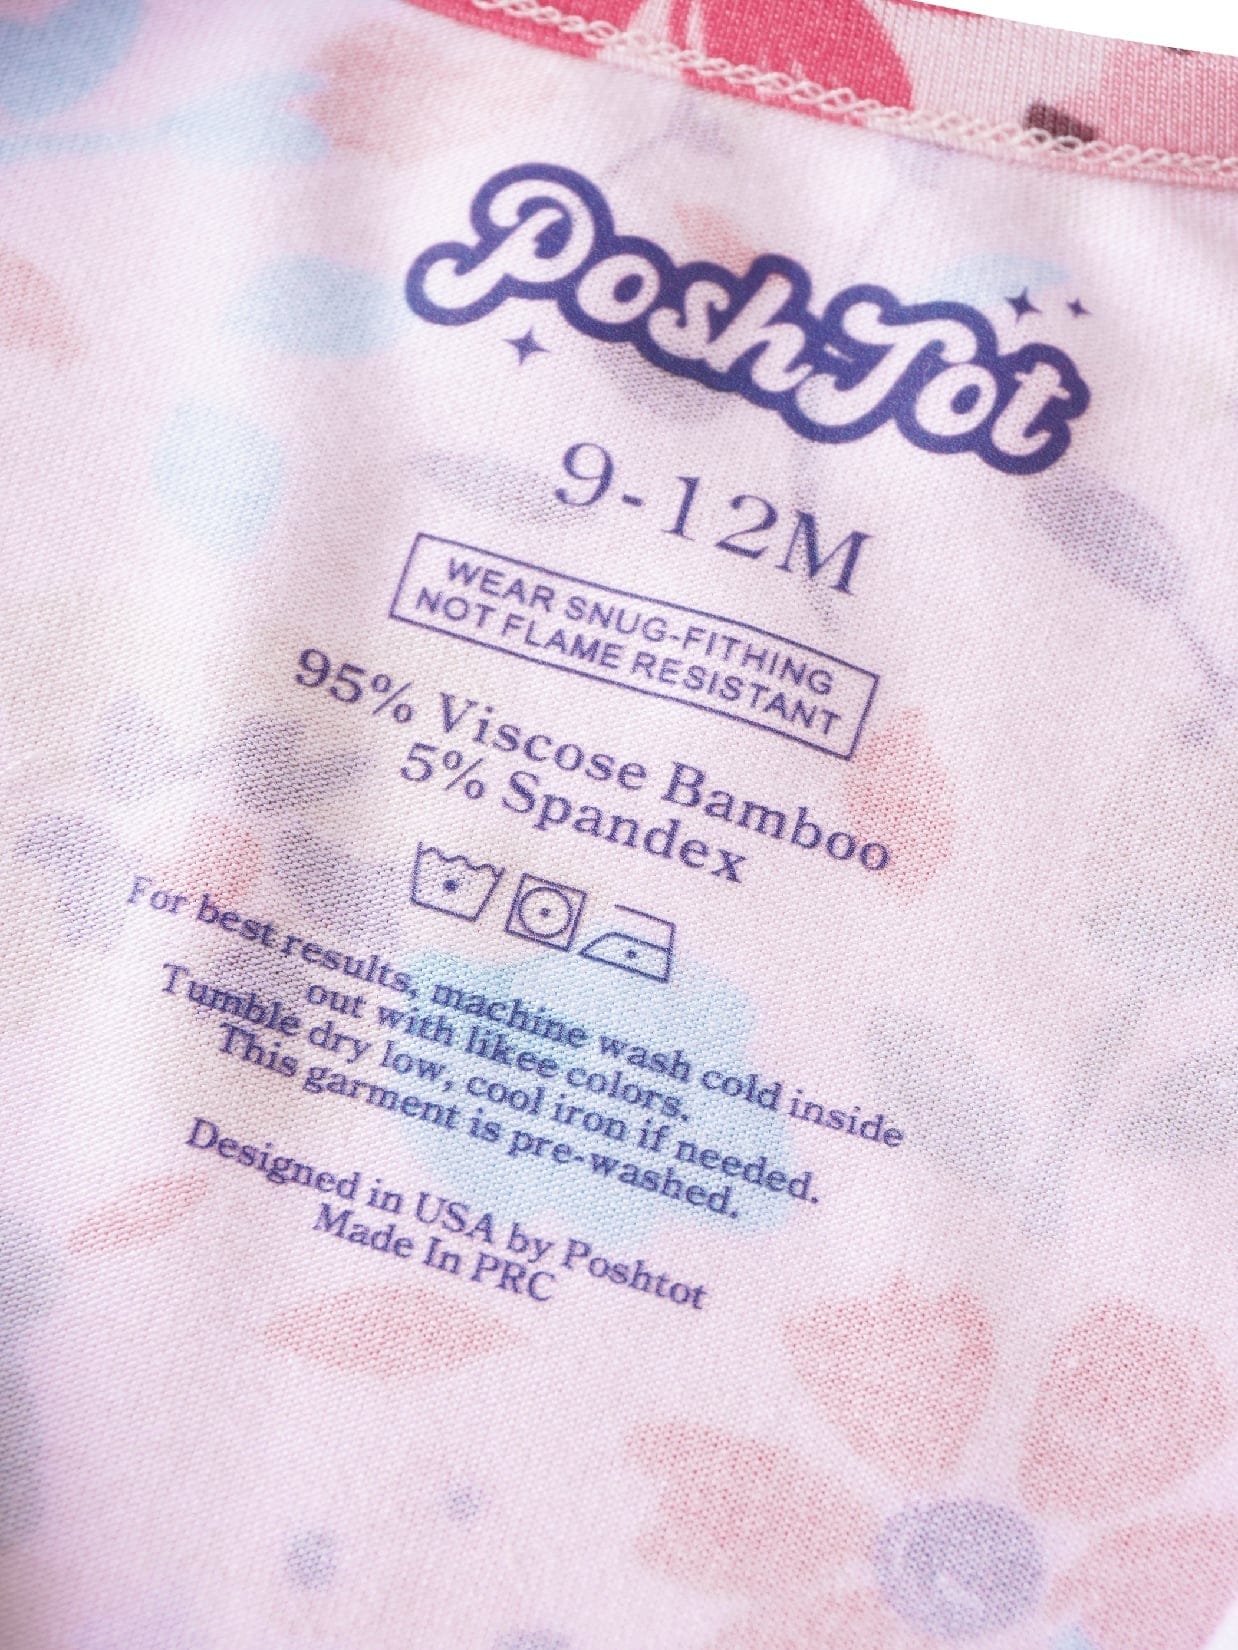 PoshTot
9-12M
WEAR SNUG-FITHING
NOT FLAME RESISTANT
95% Viscose Bamboo
5% Spandex
For best results, machine wash cold inside
out with likee colors.
Tumble dry low, cool iron if needed.
This garment is pre-washed.
Designed in USA by Poshtot
Made In PRC